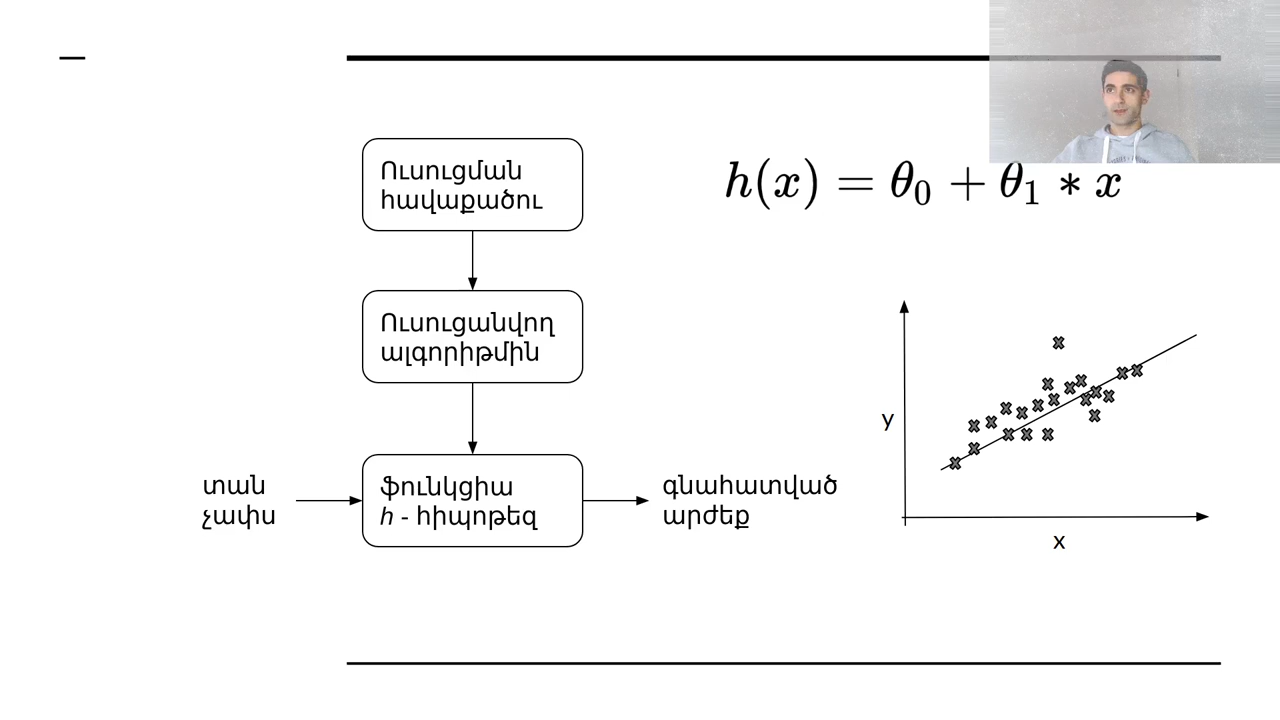 Ուսուցման
հավաքածու
h(x) = θ₀ + θ₁ * x
Ուսուցանվող
ալգորիթմին
տան
չափս
ֆունկցիա
h - հիպոթեզ
գնահատված
արժեք
y
x